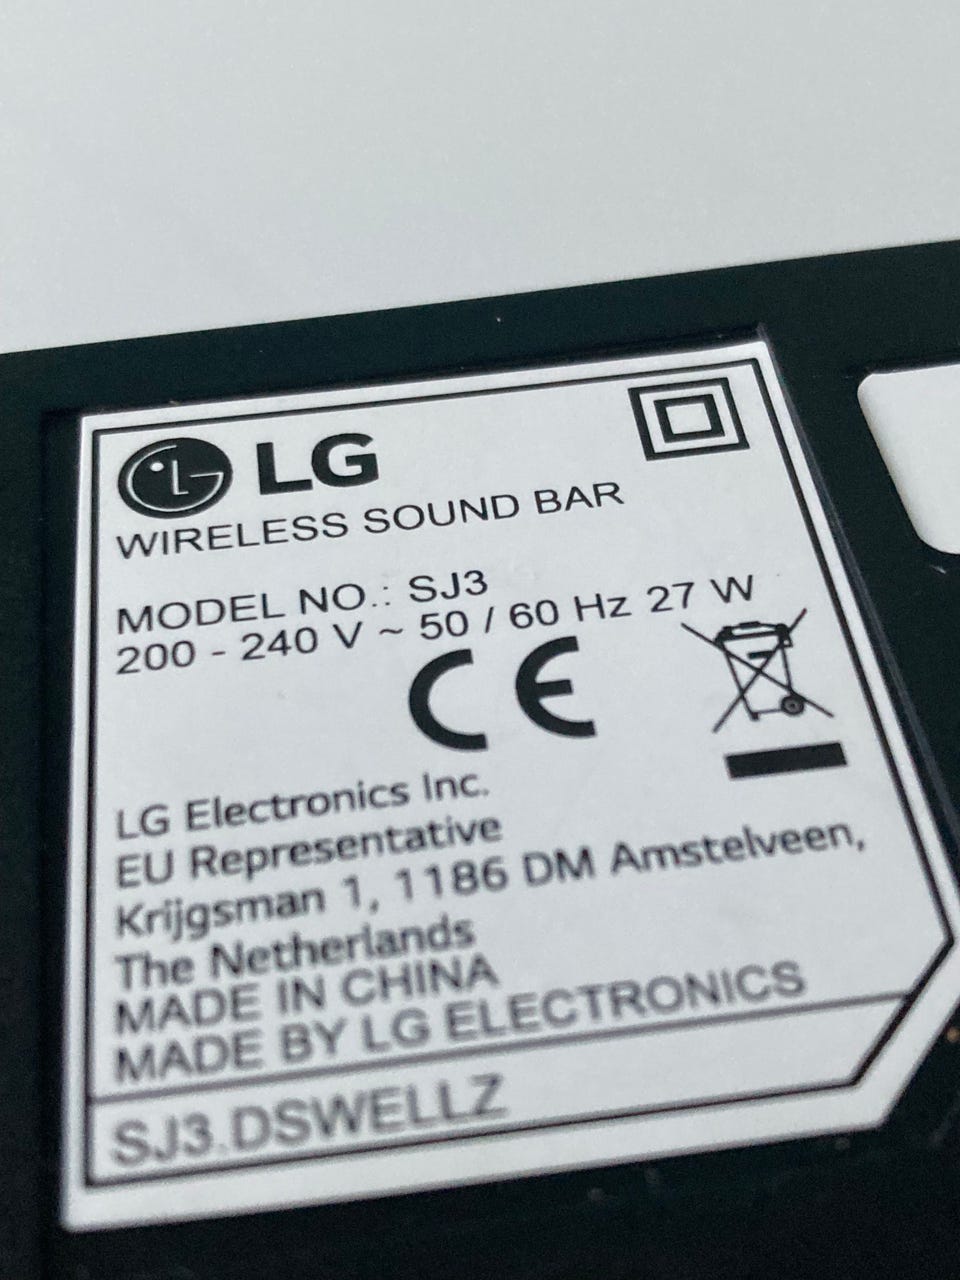 LG
WIRELESS SOUND BAR
MODEL NO.: SJ3
200 - 240 V ~ 50 / 60 Hz 27 W
CE
LG Electronics Inc.
EU Representative
Krijgsman 1, 1186 DM Amstelveen,
The Netherlands
MADE IN CHINA
MADE BY LG ELECTRONICS
SJ3.DSWELLZ